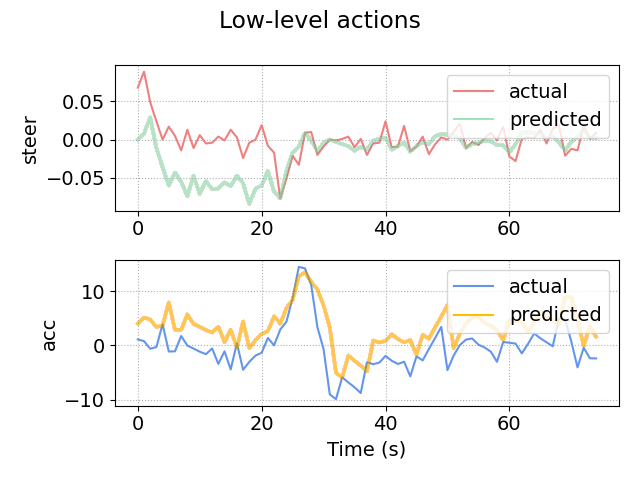 Low-level actions
steer
0.05
0.00
−0.05
actual
predicted
0
20
40
60
acc
10
0
−10
actual
predicted
0
20
40
60
Time (s)